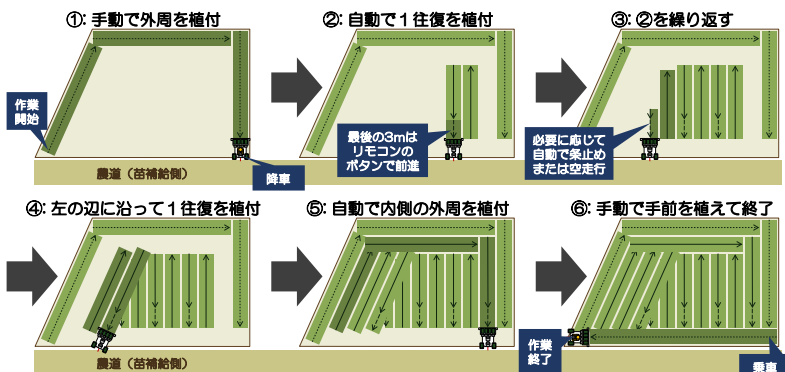 ①: 手動で外周を植付
②: 自動で１往復を植付
③: ②を繰り返す
作業
開始
最後の3mは
リモコンの
ボタンで前進
必要に応じて
自動で条止め
または空走行
農道（苗補給側）
降車
④: 左の辺に沿って１往復を植付
⑤: 自動で内側の外周を植付
⑥: 手動で手前を植えて終了
作業
終了
農道（苗補給側）
乗車